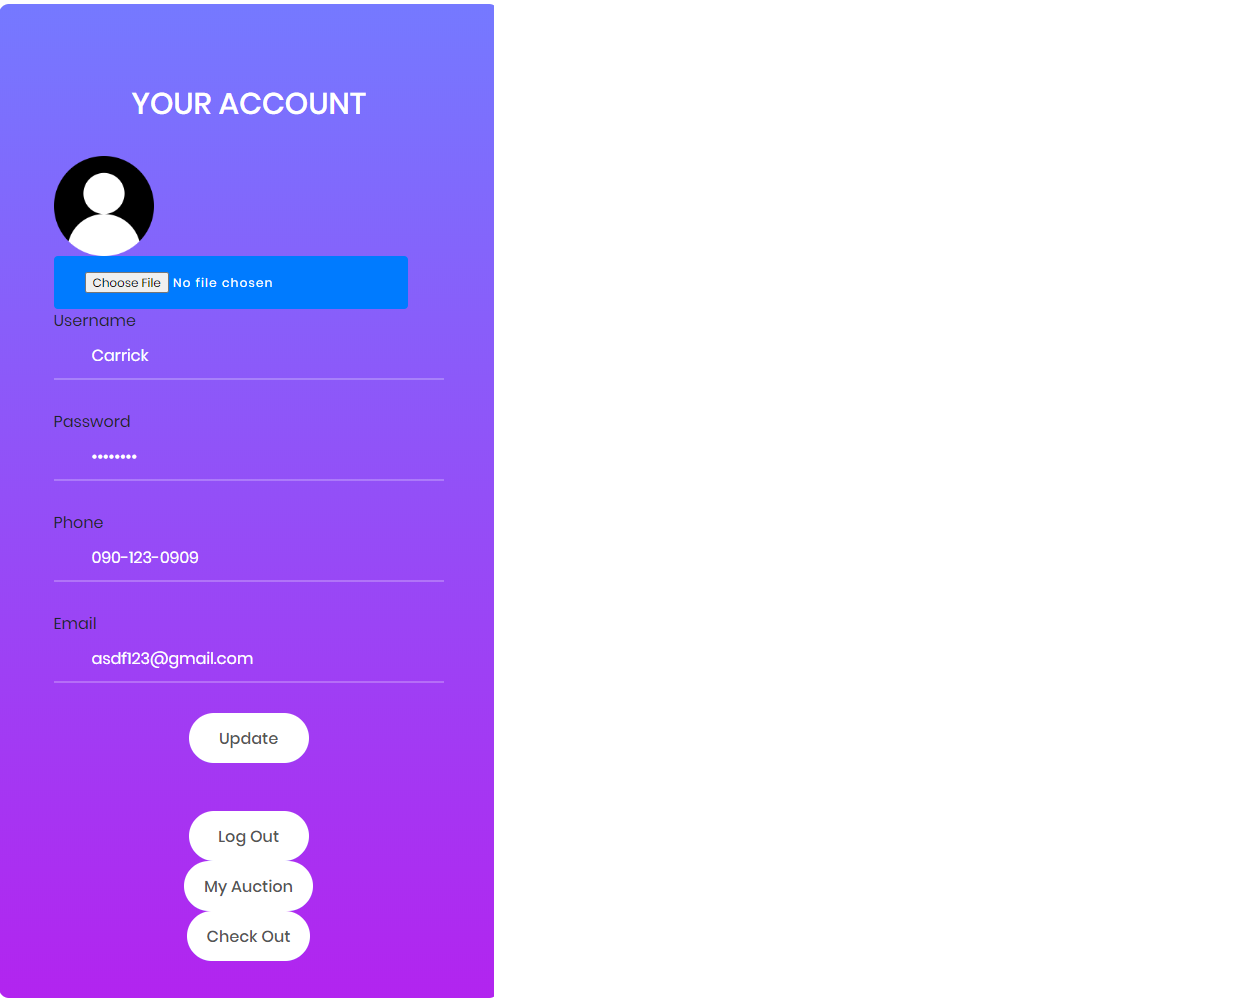 YOUR ACCOUNT
Choose File No file chosen
Username
Carrick
Password
••••••••
Phone
090-123-0909
Email
asdf123@gmail.com
Update
Log Out
My Auction
Check Out